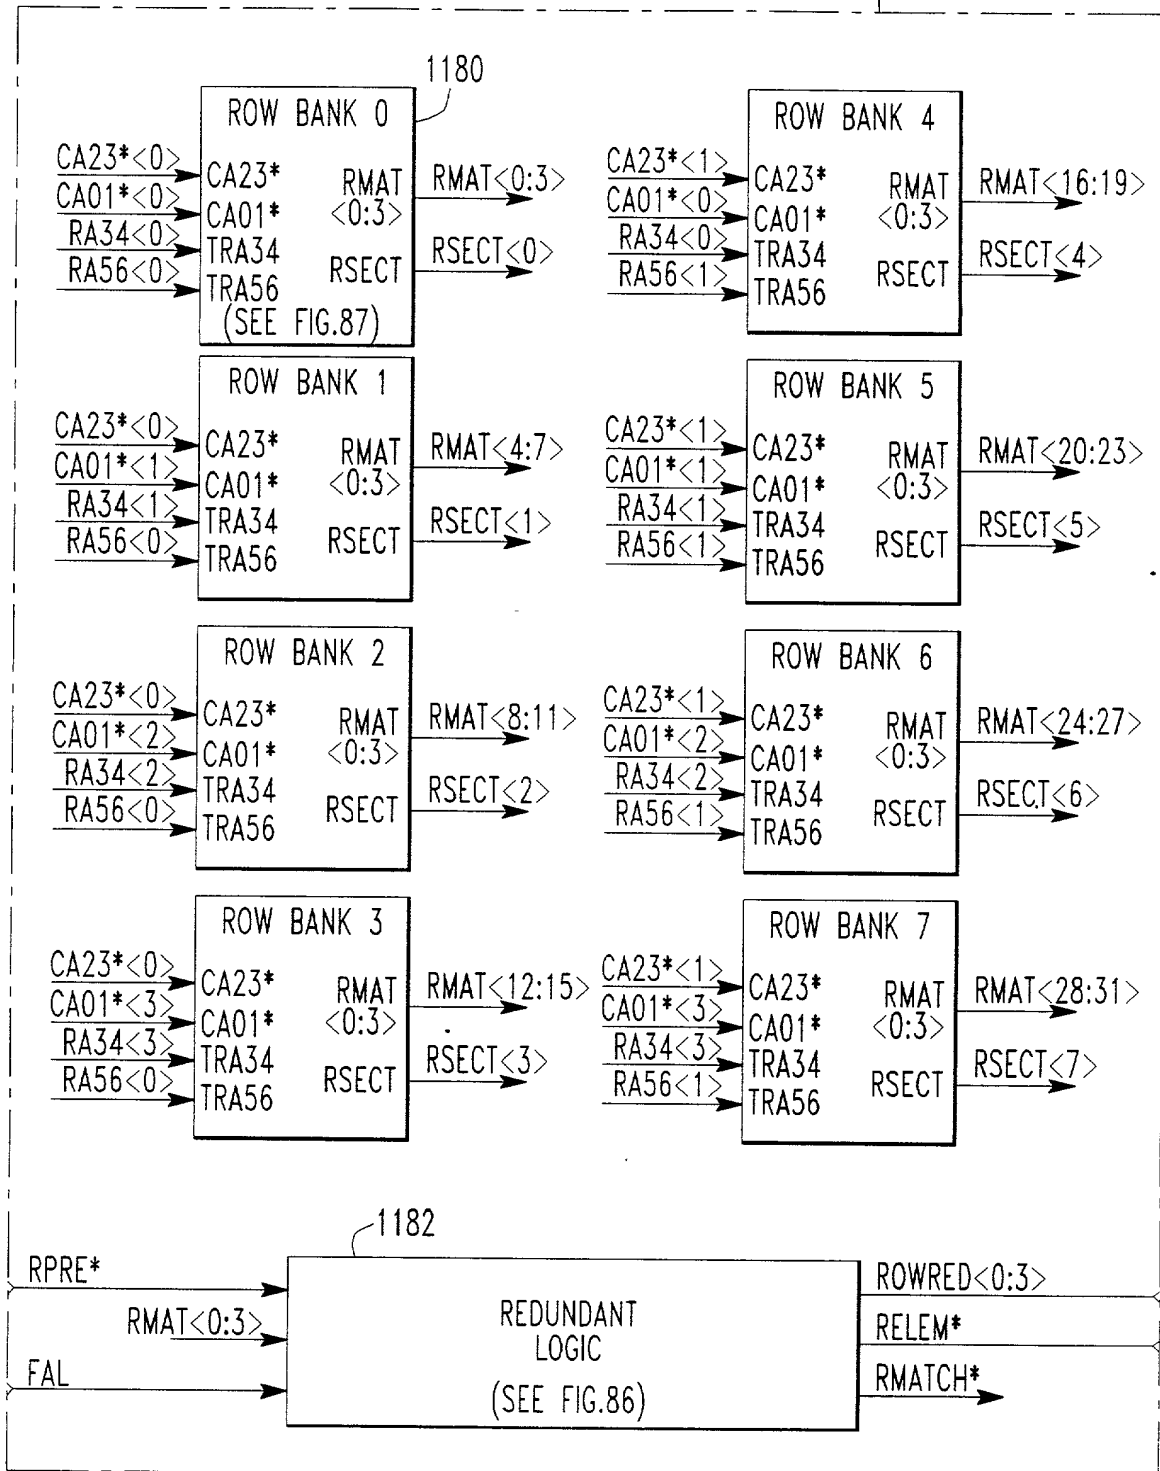 1180
ROW BANK 0
CA23*<0>
CA01*<0>
RA34<0>
RA56<0>
CA23*
CA01*
TRA34
TRA56
(SEE FIG.87)
RMAT
<0:3>
RSECT
RMAT<0:3>
RSECT<0>
ROW BANK 4
CA23*<1>
CA01*<0>
RA34<0>
RA56<1>
CA23*
CA01*
TRA34
TRA56
RMAT
<0:3>
RSECT
RMAT<16:19>
RSECT<4>
ROW BANK 1
CA23*<0>
CA01*<1>
RA34<1>
RA56<0>
CA23*
CA01*
TRA34
TRA56
RMAT
<0:3>
RSECT
RMAT<4:7>
RSECT<1>
ROW BANK 5
CA23*<1>
CA01*<1>
RA34<1>
RA56<1>
CA23*
CA01*
TRA34
TRA56
RMAT
<0:3>
RSECT
RMAT<20:23>
RSECT<5>
ROW BANK 2
CA23*<0>
CA01*<2>
RA34<2>
RA56<0>
CA23*
CA01*
TRA34
TRA56
RMAT
<0:3>
RSECT
RMAT<8:11>
RSECT<2>
ROW BANK 6
CA23*<1>
CA01*<2>
RA34<2>
RA56<1>
CA23*
CA01*
TRA34
TRA56
RMAT
<0:3>
RSECT
RMAT<24:27>
RSECT<6>
ROW BANK 3
CA23*<0>
CA01*<3>
RA34<3>
RA56<0>
CA23*
CA01*
TRA34
TRA56
RMAT
<0:3>
RSECT
RMAT<12:15>
RSECT<3>
ROW BANK 7
CA23*<1>
CA01*<3>
RA34<3>
RA56<1>
CA23*
CA01*
TRA34
TRA56
RMAT
<0:3>
RSECT
RMAT<28:31>
RSECT<7>
1182
RPRE*
RMAT<0:3>
FAL
REDUNDANT
LOGIC
(SEE FIG.86)
ROWRED<0:3>
RELEM*
RMATCH*